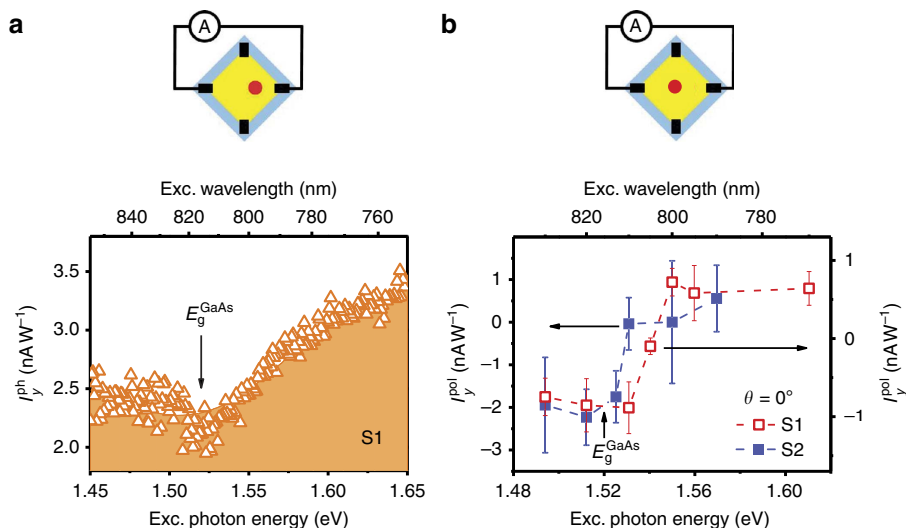 a
A
Exc. wavelength (nm)
840 820 800 780 760
3.5
3.0
2.5
2.0
I_y^ph (nAW⁻¹)
E_g^GaAs
S1
1.45 1.50 1.55 1.60 1.65
Exc. photon energy (eV)
b
A
Exc. wavelength (nm)
820 800 780
1
0
−1
−2
−3
I_y^pol (nAW⁻¹)
1
0
−1
I_y^pol (nAW⁻¹)
θ = 0°
S1
S2
E_g^GaAs
1.48 1.52 1.56 1.60
Exc. photon energy (eV)